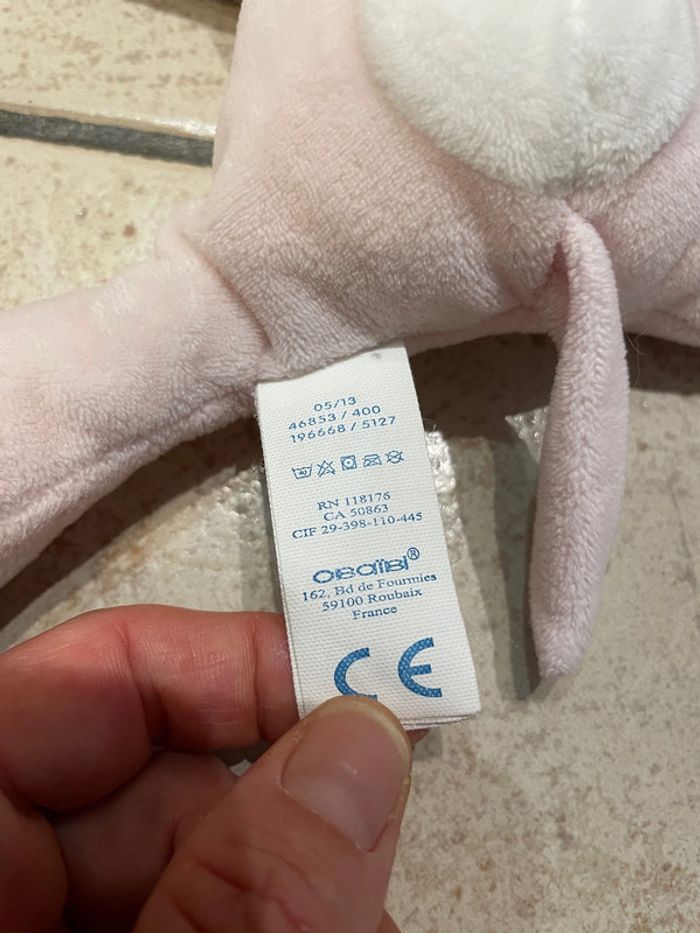 05/13
46853 / 400
196668 / 5127
40
RN 118176
CA 50863
CIF 29-398-110-445
OBaïBi®
162, Bd de Fourmies
59100 Roubaix
France
CE